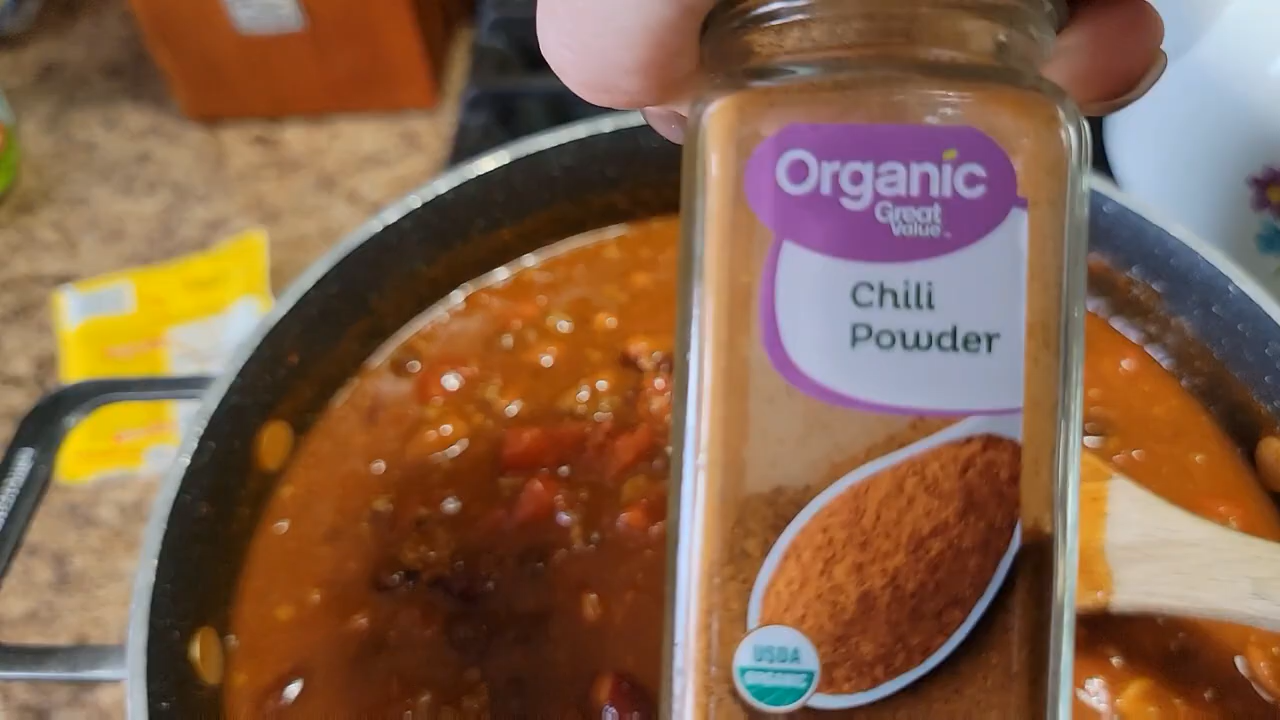 Organic
Great
Value
Chili
Powder
USDA
ORGANIC